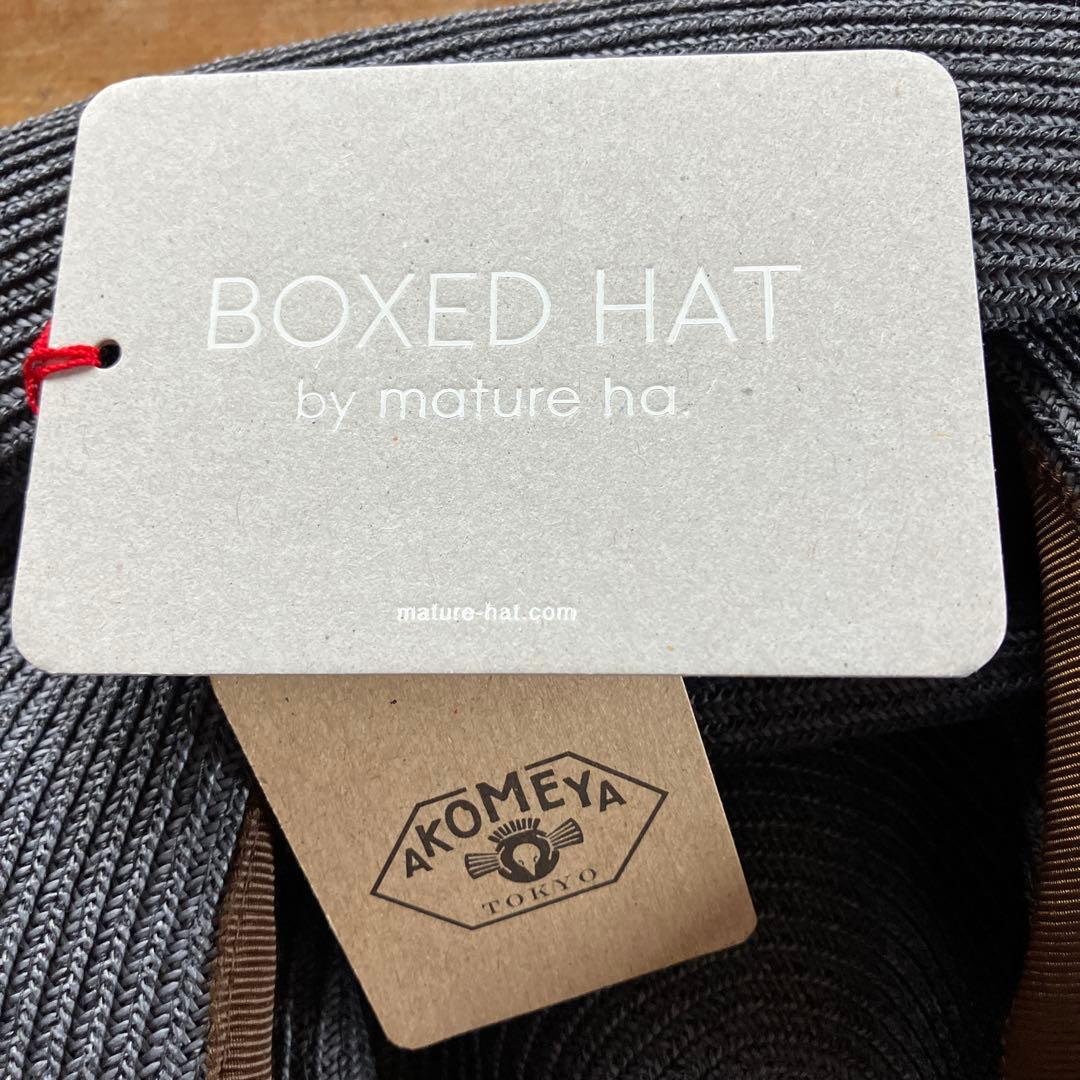 BOXED HAT
by mature ha.
mature-hat.com
AKOMEYA
TOKYO